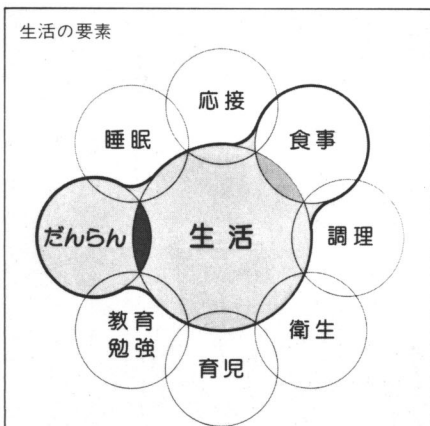 生活の要素
応接
睡眠
食事
だんらん
生活
調理
教育
勉強
衛生
育児